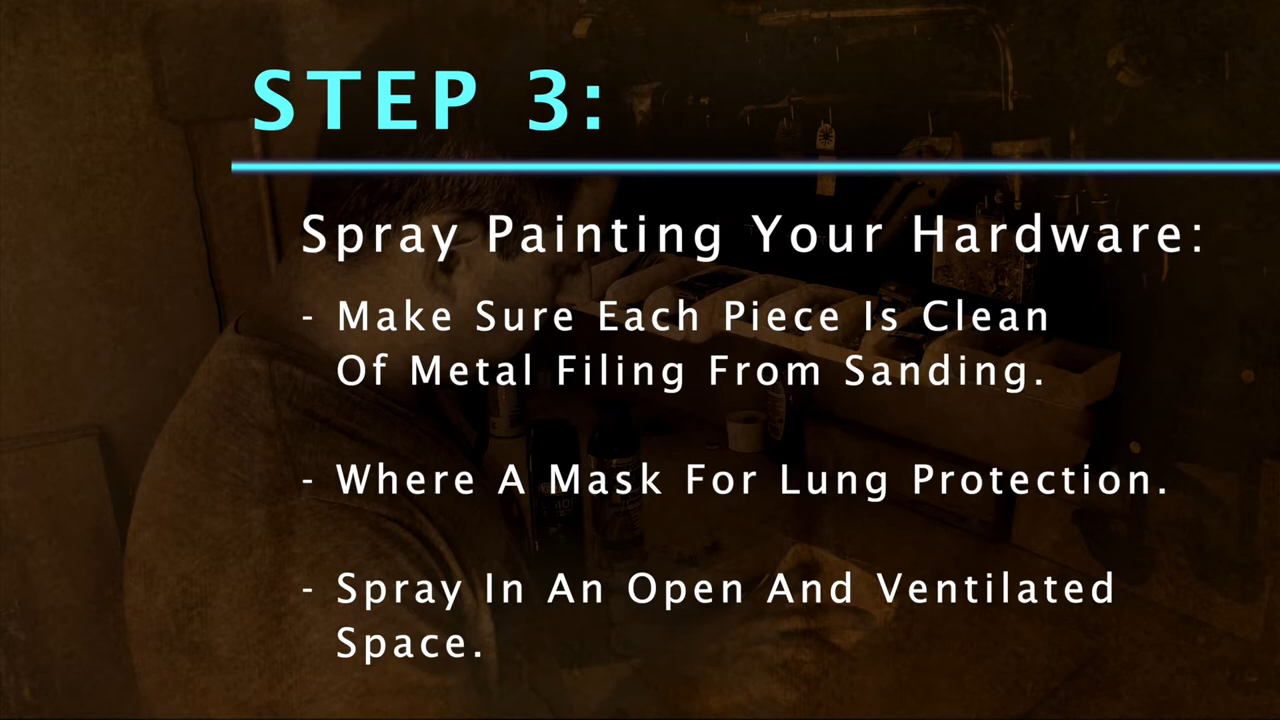 STEP 3:
Spray Painting Your Hardware:
- Make Sure Each Piece Is Clean
Of Metal Filing From Sanding.
- Where A Mask For Lung Protection.
- Spray In An Open And Ventilated
Space.